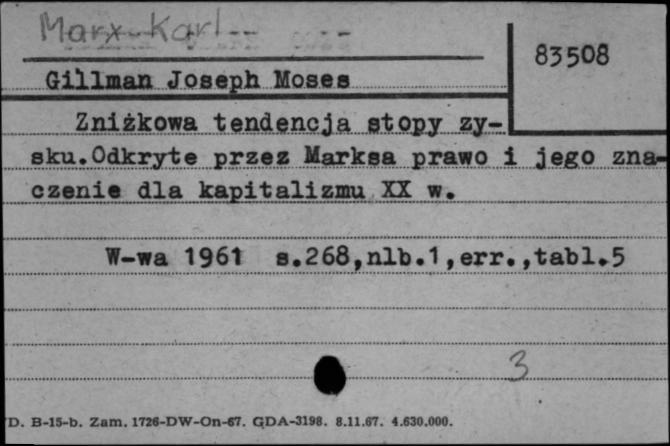 Marx Karl
83508
Gillman Joseph Moses
Zniżkowa tendencja stopy zy-
sku.Odkryte przez Marksa prawo i jego zna-
czenie dla kapitalizmu XX w.
W-wa 1961 s.268,nlb.1,err.,tabl.5
3
D. B-15-b. Zam. 1726-DW-On-67. GDA-3198. 8.11.67. 4.630.000.